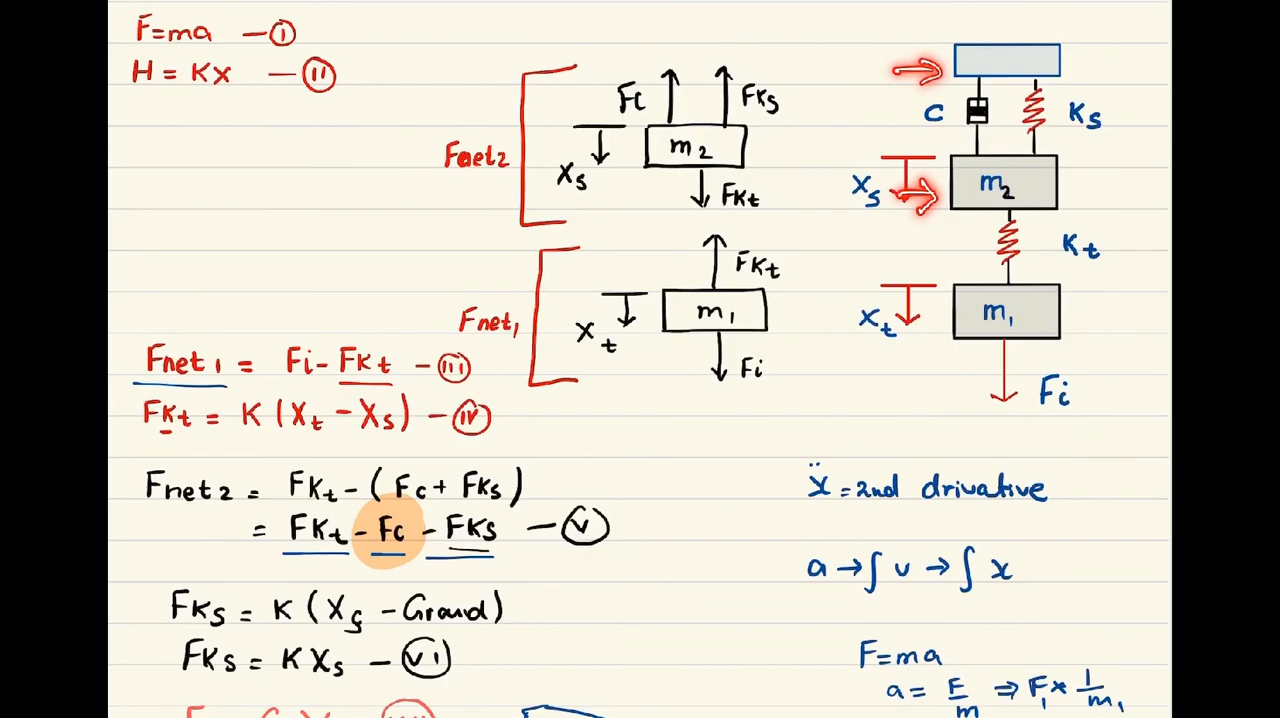 F=ma — I
H = Kx — II
Fc
FKs
m2
Xs
FKt
Fnet2
C
Ks
Xs
m2
Kt
Xt
m1
Fi
FKt
m1
Xt
Fi
Fnet1
Fnet1 = Fi - FKt — III
FKt = K (Xt - Xs) — IV
Fnet2 = FKt - (Fc + FKs)
= FKt - Fc - FKs — V
FKs = K (Xs - Ground)
FKs = K Xs — VI
ẍ = 2nd drivative
a → ∫ v → ∫ x
F=ma
a = F/m ⇒ F1 * 1/m1